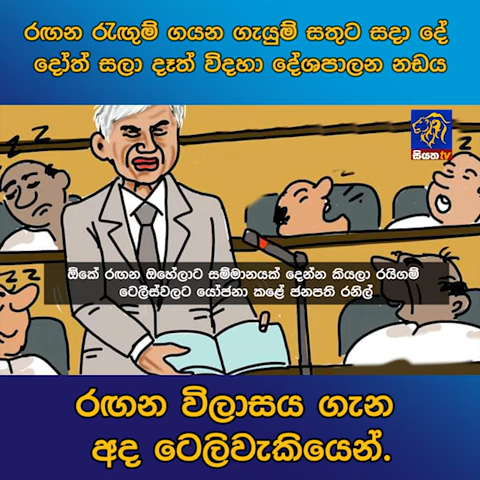 රඟන රැඟුම් ගයන ගැයුම් සතුට සදා දේ
දෝත් සලා දෑත් විදහා දේශපාලන නඩය
සියත tv
ඕකේ රඟන ඔහේලාට සම්මානයක් දෙන්න කියලා රයිගම්
ටෙලීස්වලට යෝජනා කළේ ජනපති රනිල්
රඟන විලාසය ගැන
අද ටෙලිවැකියෙන්.